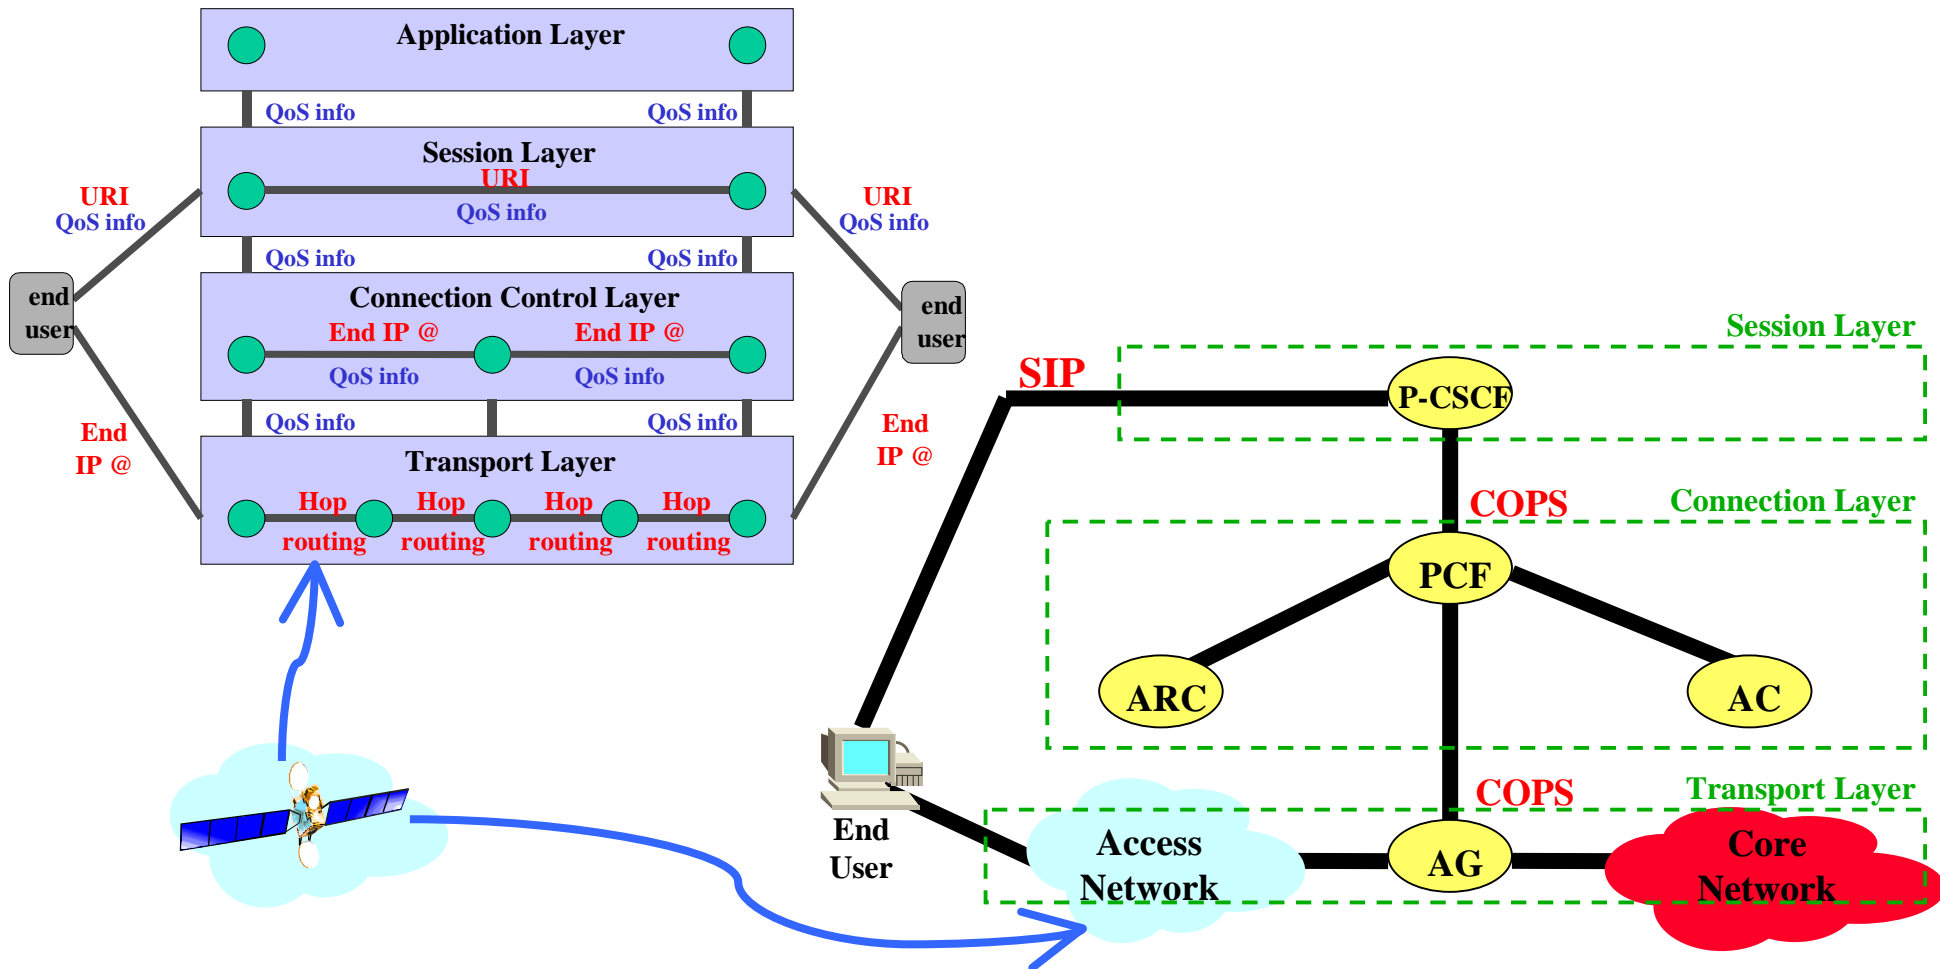 Application Layer
QoS info
QoS info
Session Layer
URI
QoS info
URI
QoS info
URI
QoS info
QoS info
QoS info
end
user
end
user
Connection Control Layer
End IP @
End IP @
QoS info
QoS info
QoS info
QoS info
End
IP @
End
IP @
Transport Layer
Hop
routing
Hop
routing
Hop
routing
Hop
routing
Session Layer
SIP
P-CSCF
COPS
Connection Layer
PCF
ARC
AC
COPS
Transport Layer
End
User
Access
Network
AG
Core
Network